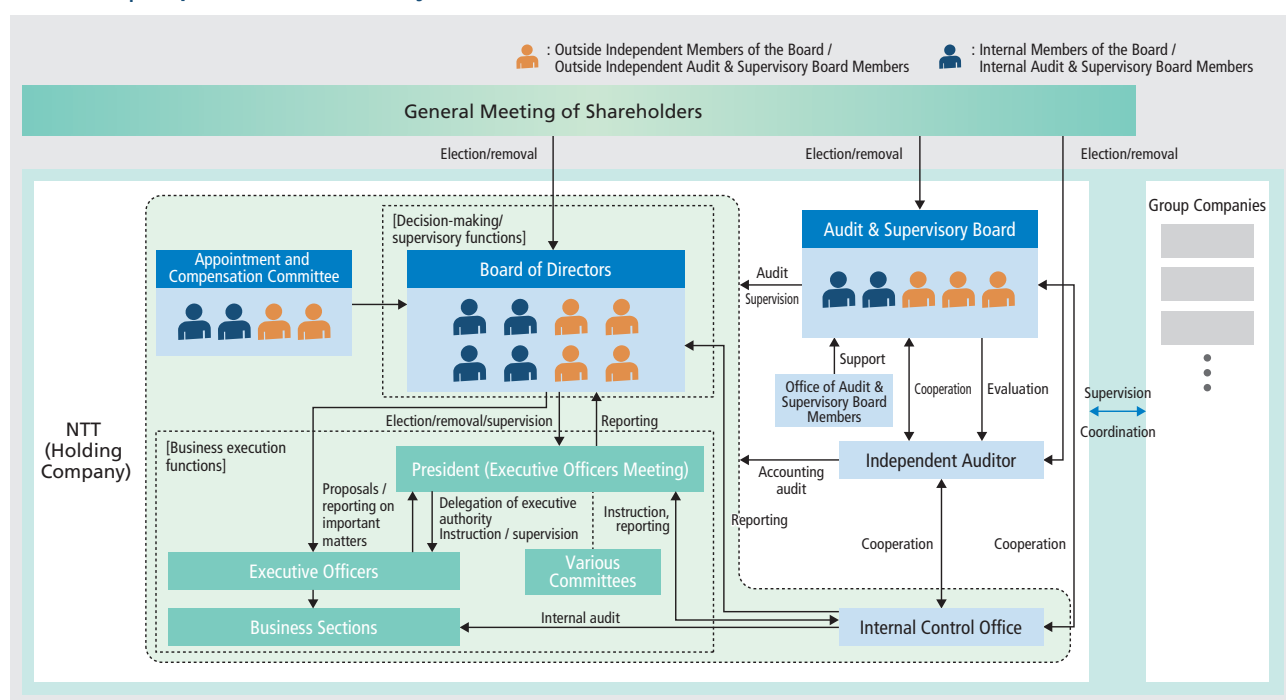 : Outside Independent Members of the Board /
Outside Independent Audit & Supervisory Board Members
: Internal Members of the Board /
Internal Audit & Supervisory Board Members
General Meeting of Shareholders
Election/removal
Election/removal
Election/removal
NTT
(Holding
Company)
[Decision-making/
supervisory functions]
Appointment and
Compensation Committee
Board of Directors
Audit & Supervisory Board
Audit
Supervision
Support
Office of Audit &
Supervisory Board
Members
Cooperation
Evaluation
Election/removal/supervision
Reporting
[Business execution
functions]
President (Executive Officers Meeting)
Independent Auditor
Accounting
audit
Proposals /
reporting on
important
matters
Delegation of executive
authority
Instruction / supervision
Instruction,
reporting
Reporting
Cooperation
Cooperation
Executive Officers
Various
Committees
Business Sections
Internal audit
Internal Control Office
Group Companies
Supervision
Coordination